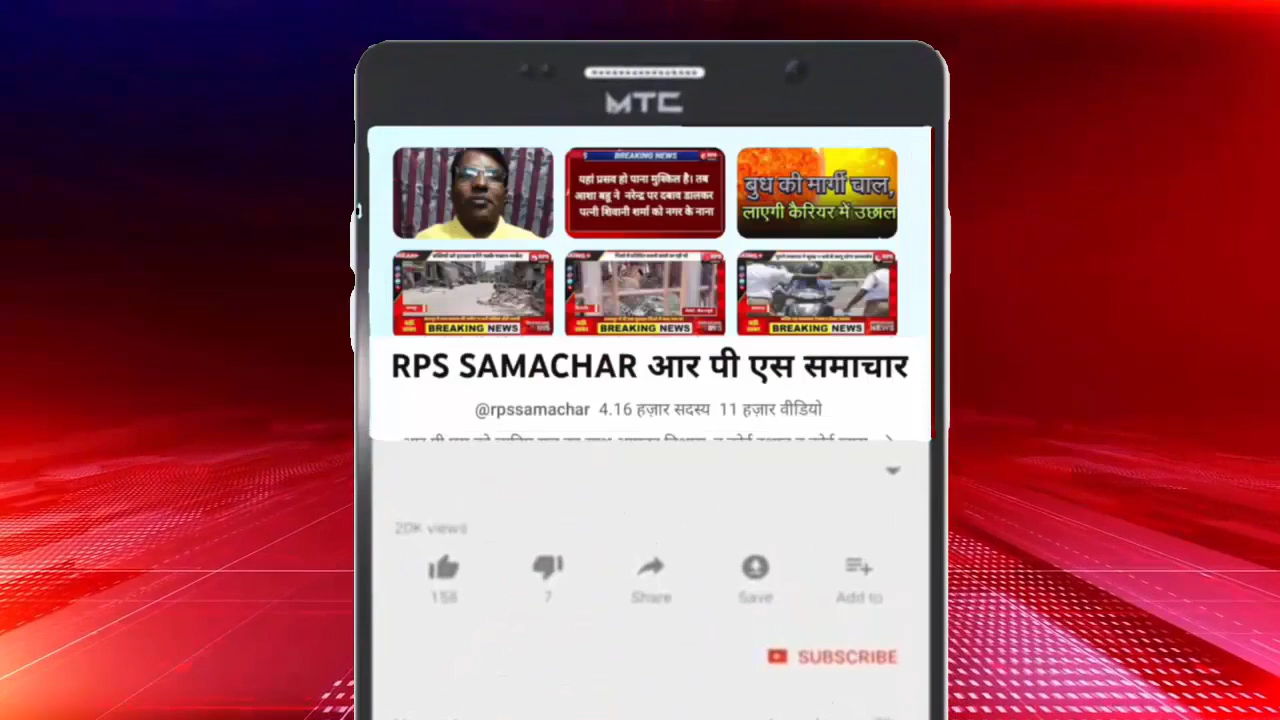 MTC
BREAKING NEWS
यहां प्रसव हो पाना मुस्किल है। तब
आशा बहू ने नरेन्द्र पर दबाव डालकर
पत्नी शिवानी शर्मा को नगर के नाना
बुध की मार्गी चाल,
लाएगी कैरियर में उछाल
BREAKING NEWS
BREAKING NEWS
BREAKING NEWS
RPS SAMACHAR आर पी एस समाचार
@rpssamachar 4.16 हज़ार सदस्य 11 हज़ार वीडियो
20K views
158 7 Share Save Add to
SUBSCRIBE